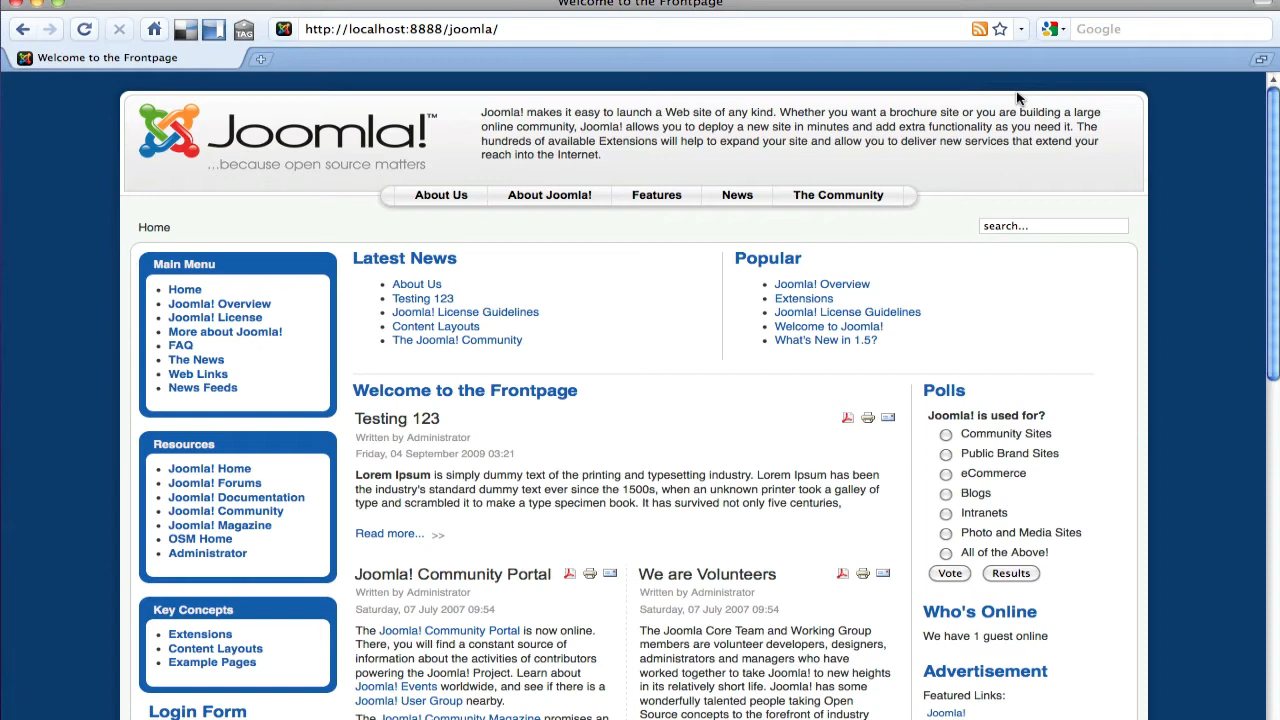 Welcome to the Frontpage
TAG
http://localhost:8888/joomla/
Google
Welcome to the Frontpage
Joomla!™
...because open source matters
Joomla! makes it easy to launch a Web site of any kind. Whether you want a brochure site or you are building a large
online community, Joomla! allows you to deploy a new site in minutes and add extra functionality as you need it. The
hundreds of available Extensions will help to expand your site and allow you to deliver new services that extend your
reach into the Internet.
About Us
About Joomla!
Features
News
The Community
Home
search...
Main Menu
Home
Joomla! Overview
Joomla! License
More about Joomla!
FAQ
The News
Web Links
News Feeds
Resources
Joomla! Home
Joomla! Forums
Joomla! Documentation
Joomla! Community
Joomla! Magazine
OSM Home
Administrator
Key Concepts
Extensions
Content Layouts
Example Pages
Login Form
Latest News
About Us
Testing 123
Joomla! License Guidelines
Content Layouts
The Joomla! Community
Popular
Joomla! Overview
Extensions
Joomla! License Guidelines
Welcome to Joomla!
What's New in 1.5?
Welcome to the Frontpage
Testing 123
Written by Administrator
Friday, 04 September 2009 03:21
Lorem Ipsum is simply dummy text of the printing and typesetting industry. Lorem Ipsum has been
the industry's standard dummy text ever since the 1500s, when an unknown printer took a galley of
type and scrambled it to make a type specimen book. It has survived not only five centuries,
Read more... >>
Joomla! Community Portal
Written by Administrator
Saturday, 07 July 2007 09:54
The Joomla! Community Portal is now online.
There, you will find a constant source of
information about the activities of contributors
powering the Joomla! Project. Learn about
Joomla! Events worldwide, and see if there is a
Joomla! User Group nearby.
The Joomla! Community Magazine promises an
We are Volunteers
Written by Administrator
Saturday, 07 July 2007 09:54
The Joomla Core Team and Working Group
members are volunteer developers, designers,
administrators and managers who have
worked together to take Joomla! to new heights
in its relatively short life. Joomla! has some
wonderfully talented people taking Open
Source concepts to the forefront of industry
Polls
Joomla! is used for?
Community Sites
Public Brand Sites
eCommerce
Blogs
Intranets
Photo and Media Sites
All of the Above!
Vote
Results
Who's Online
We have 1 guest online
Advertisement
Featured Links:
Joomla!